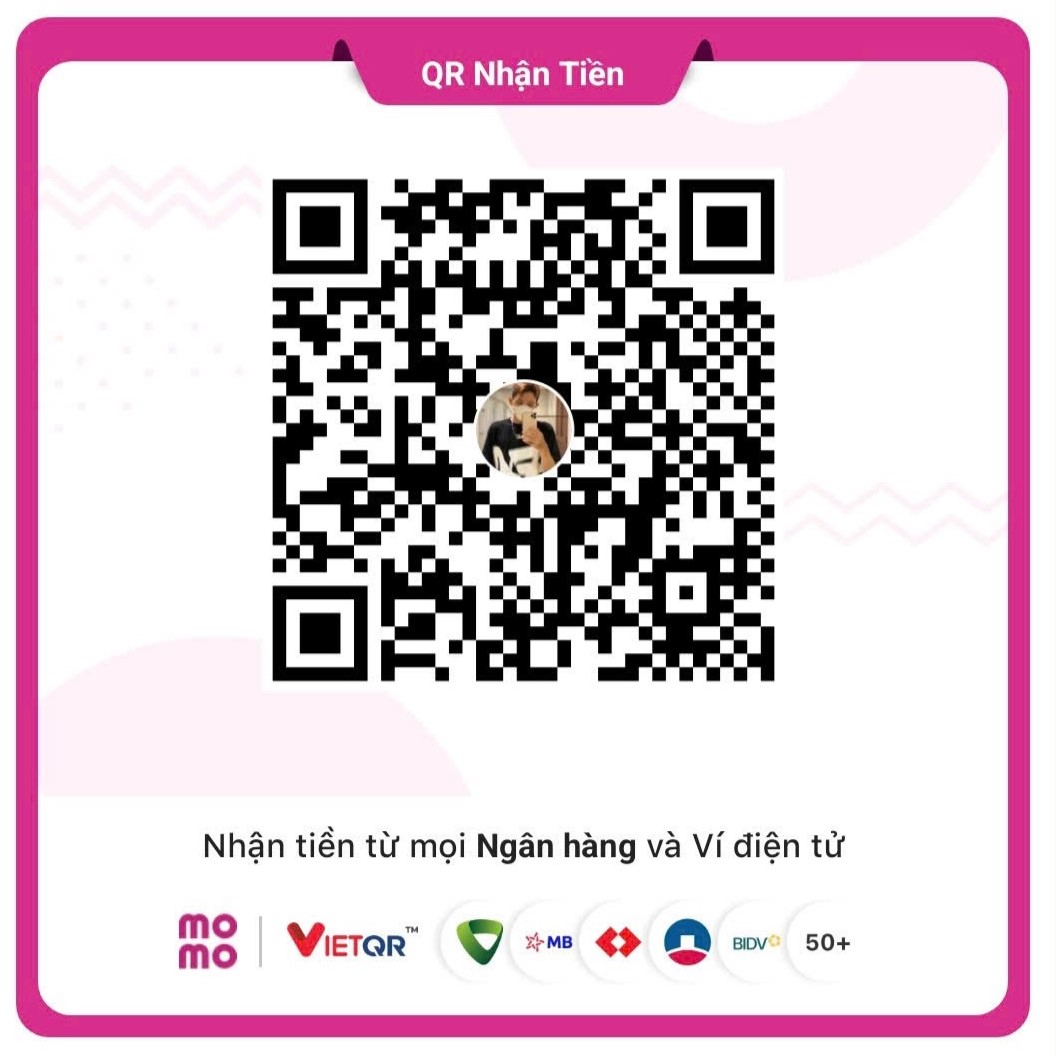 QR Nhận Tiền
Nhận tiền từ mọi Ngân hàng và Ví điện tử
mo
mo
VIETQR™ MB BIDV 50+